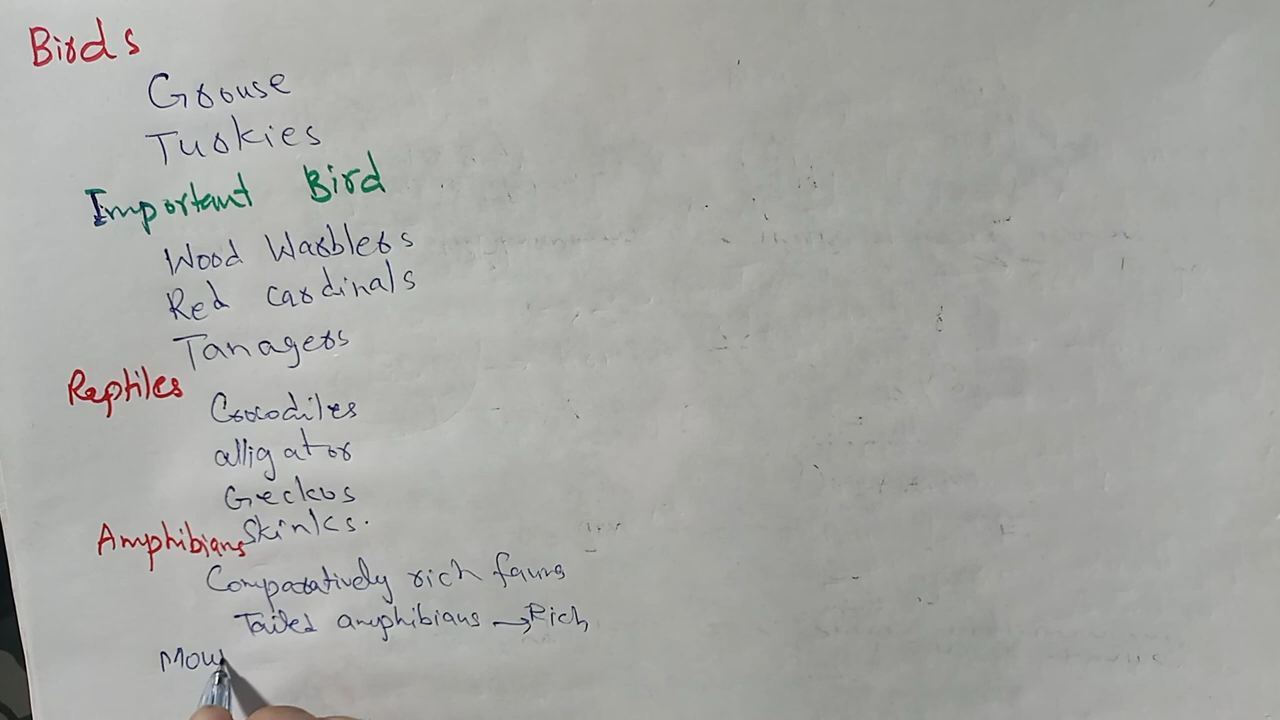 Birds
Grouse
Turkies
Important Bird
Wood Warblers
Red cardinals
Tanagers
Reptiles
Crocodiles
alligator
Geckos
Skinks.
Amphibians
Comparatively rich fauna
Tailed amphibians → Rich
Mou